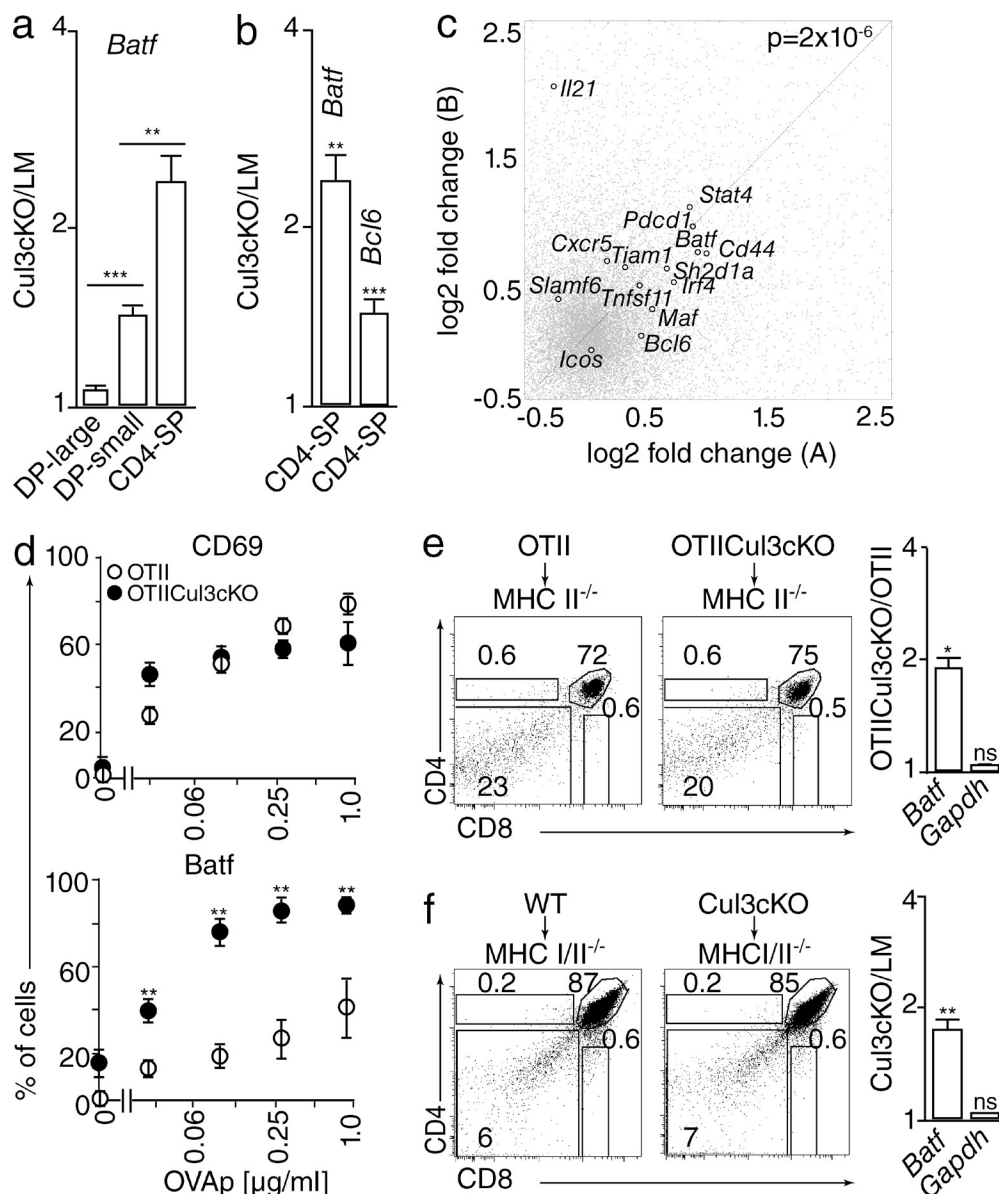 a
Batf
4
2
1
Cul3cKO/LM
***
**
DP-large
DP-small
CD4-SP
b
4
2
1
Cul3cKO/LM
Batf
**
Bcl6
***
CD4-SP
CD4-SP
c
p=2x10⁻⁶
2.5
1.5
0.5
-0.5
log2 fold change (B)
Il21
Stat4
Pdcd1
Batf
Cd44
Cxcr5
Tiam1
Sh2d1a
Slamf6
Tnfsf11
Irf4
Maf
Bcl6
Icos
-0.5
0.5
1.5
2.5
log2 fold change (A)
d
CD69
OTII
OTIICul3cKO
100
80
60
40
20
0
0
0.06
0.25
1.0
Batf
100
80
60
40
20
0
**
**
**
**
% of cells
0
0.06
0.25
1.0
OVAp [µg/ml]
e
OTII
MHC II⁻/⁻
0.6
72
0.6
23
OTIICul3cKO
MHC II⁻/⁻
0.6
75
0.5
20
CD4
CD8
OTIICul3cKO/OTII
4
2
1
*
ns
Batf
Gapdh
f
WT
MHC I/II⁻/⁻
0.2
87
0.6
6
Cul3cKO
MHCI/II⁻/⁻
0.2
85
0.6
7
CD4
CD8
Cul3cKO/LM
4
2
1
**
ns
Batf
Gapdh